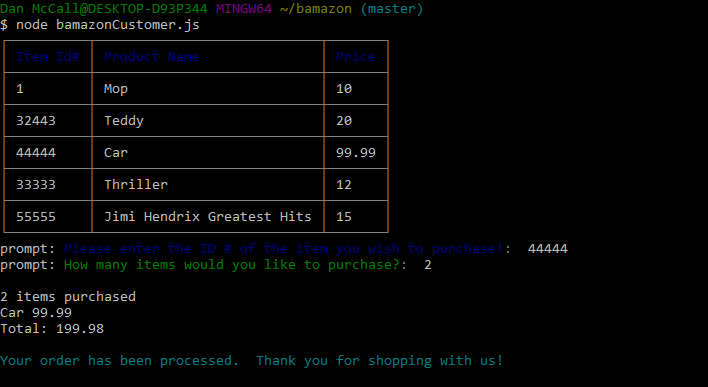 Dan McCall@DESKTOP-D93P344 MINGW64 ~/bamazon (master)
$ node bamazonCustomer.js
Item Id# Product Name Price
1 Mop 10
32443 Teddy 20
44444 Car 99.99
33333 Thriller 12
55555 Jimi Hendrix Greatest Hits 15
prompt: Please enter the ID # of the item you wish to purchase!:  44444
prompt: How many items would you like to purchase?:  2
2 items purchased
Car 99.99
Total: 199.98
Your order has been processed.  Thank you for shopping with us!